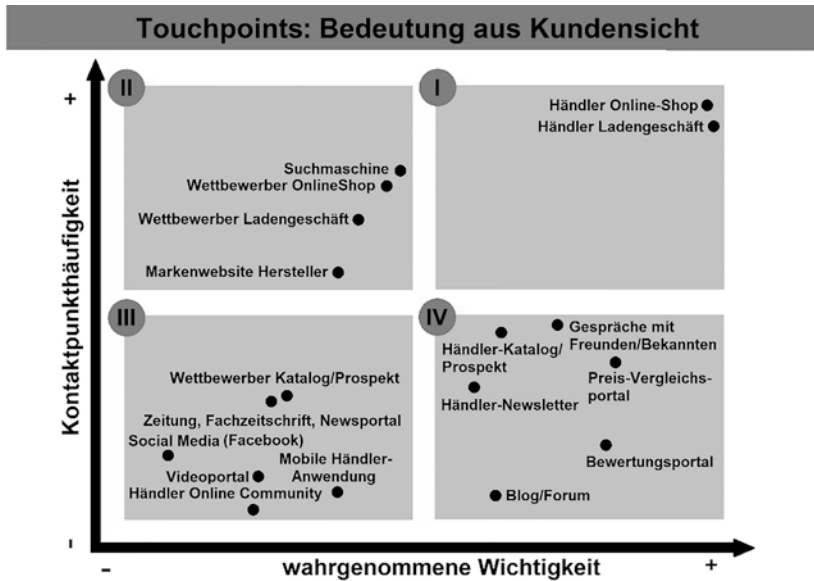 Touchpoints: Bedeutung aus Kundensicht
+
Kontaktpunkthäufigkeit
-
II
Suchmaschine
Wettbewerber OnlineShop
Wettbewerber Ladengeschäft
Markenwebsite Hersteller
I
Händler Online-Shop
Händler Ladengeschäft
III
Wettbewerber Katalog/Prospekt
Zeitung, Fachzeitschrift, Newsportal
Social Media (Facebook)
Videoportal
Mobile Händler-
Anwendung
Händler Online Community
IV
Gespräche mit
Freunden/Bekannten
Händler-Katalog/
Prospekt
Preis-Vergleichs-
portal
Händler-Newsletter
Bewertungsportal
Blog/Forum
-
wahrgenommene Wichtigkeit
+